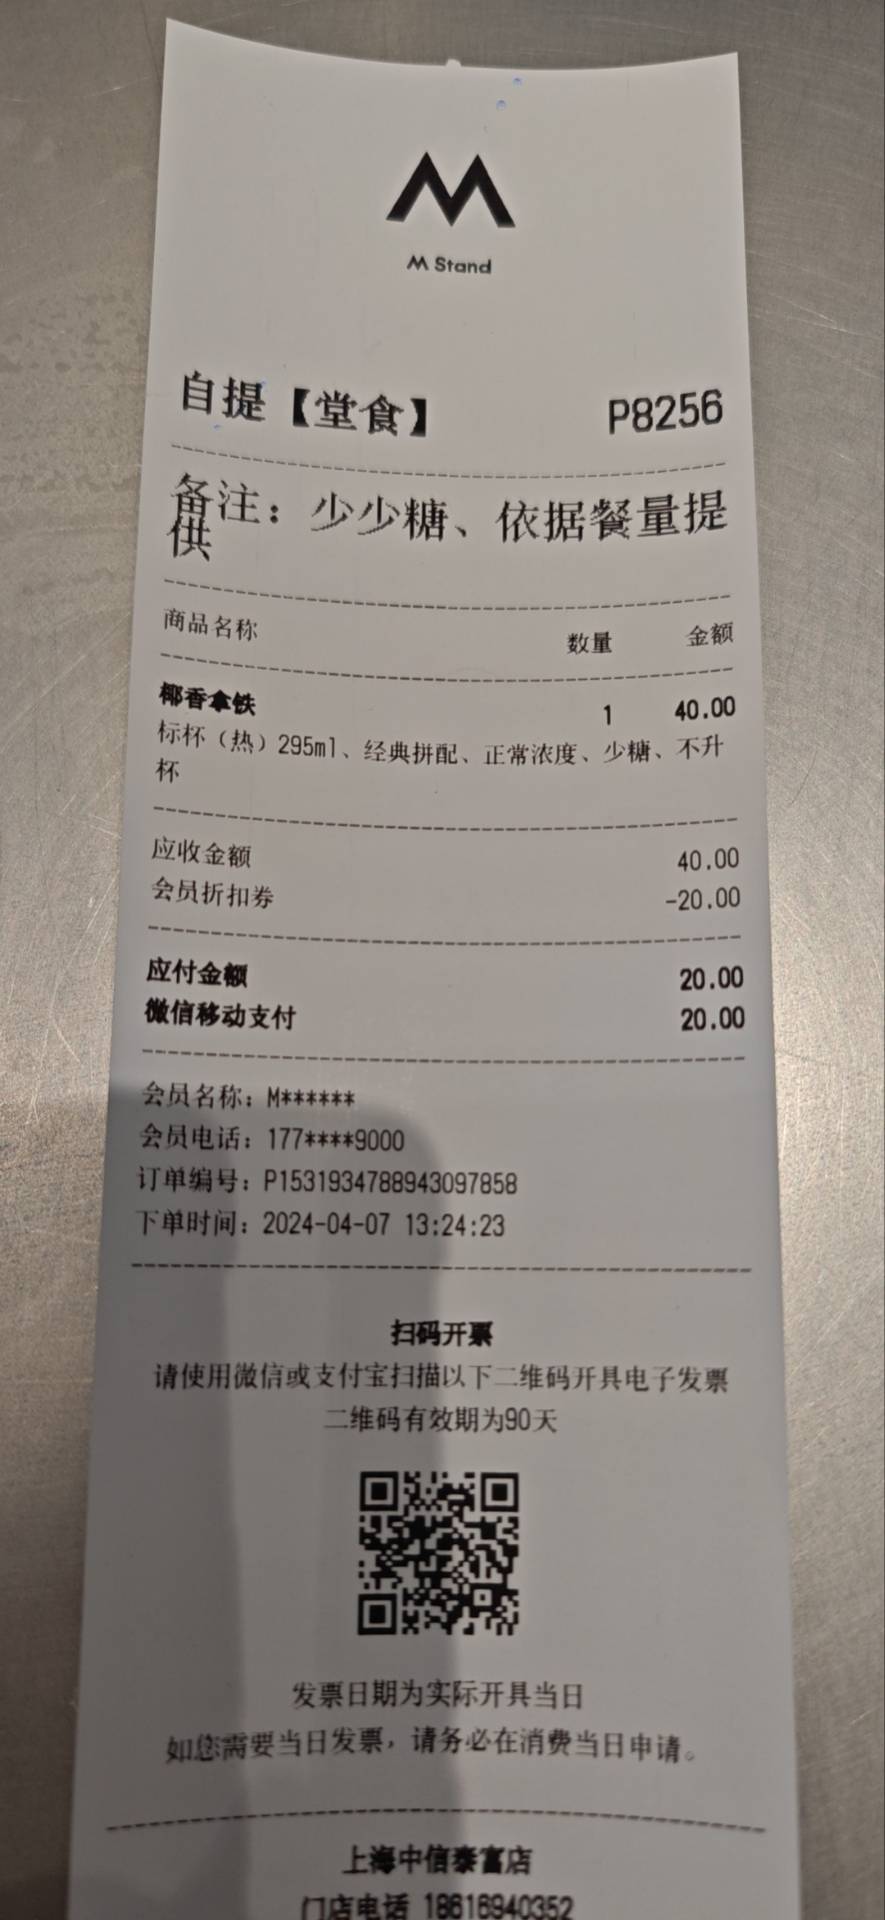 M Stand
自提【堂食】 P8256
备注：少少糖、依据餐量提
供
商品名称 数量 金额
椰香拿铁 1 40.00
标杯（热）295ml、经典拼配、正常浓度、少糖、不升
杯
应收金额 40.00
会员折扣券 -20.00
应付金额 20.00
微信移动支付 20.00
会员名称：M******
会员电话：177****9000
订单编号：P1531934788943097858
下单时间：2024-04-07 13:24:23
扫码开票
请使用微信或支付宝扫描以下二维码开具电子发票
二维码有效期为90天
发票日期为实际开具当日
如您需要当日发票，请务必在消费当日申请。
上海中信泰富店
门店电话 18616940352